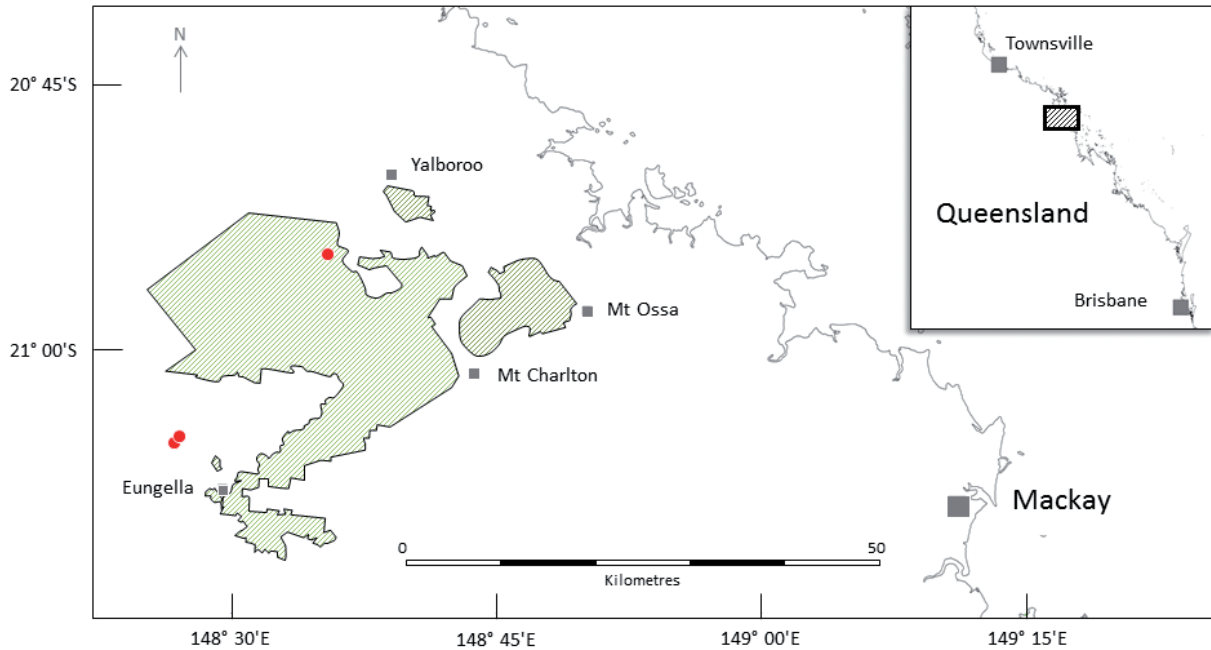 N
Townsville
20° 45'S
Yalboroo
Queensland
Brisbane
Mt Ossa
21° 00'S
Mt Charlton
Eungella
Mackay
0
50
Kilometres
148° 30'E
148° 45'E
149° 00'E
149° 15'E